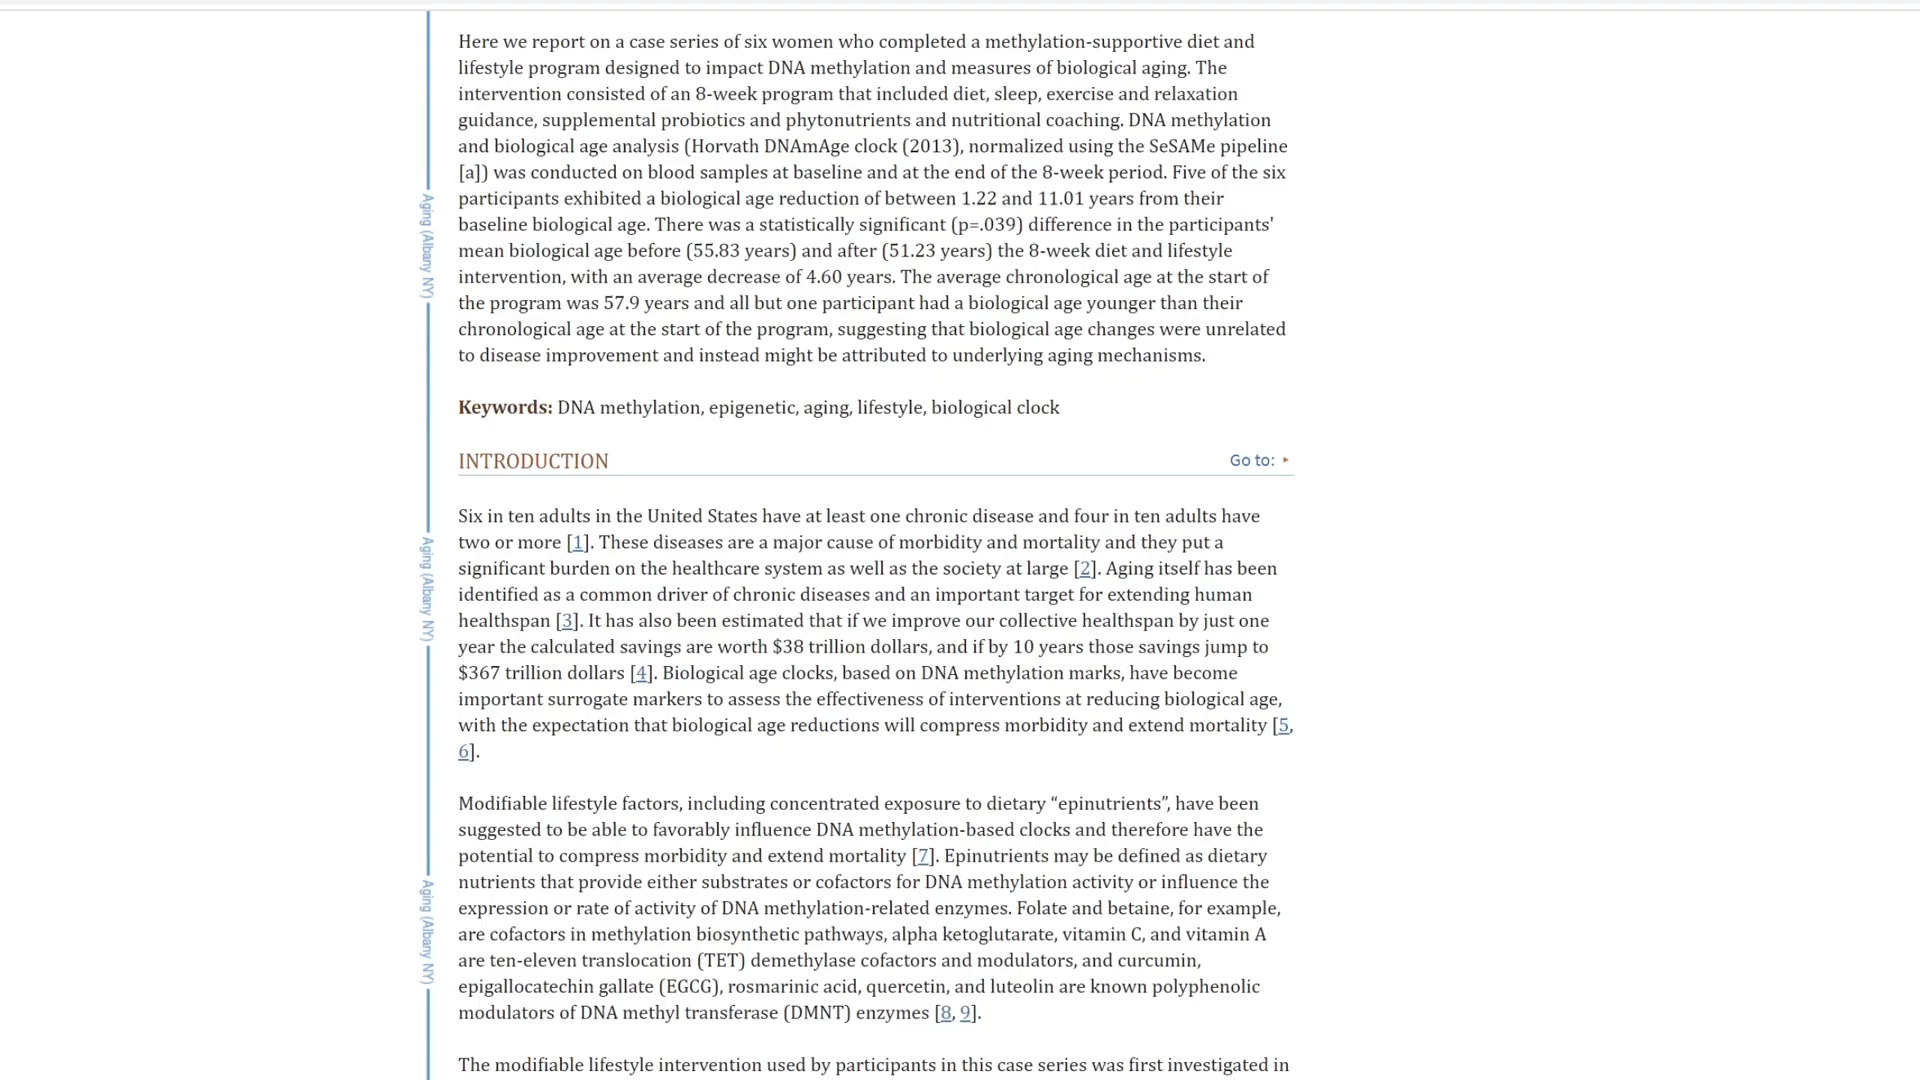 Here we report on a case series of six women who completed a methylation-supportive diet and
lifestyle program designed to impact DNA methylation and measures of biological aging. The
intervention consisted of an 8-week program that included diet, sleep, exercise and relaxation
guidance, supplemental probiotics and phytonutrients and nutritional coaching. DNA methylation
and biological age analysis (Horvath DNAmAge clock (2013), normalized using the SeSAMe pipeline
[a]) was conducted on blood samples at baseline and at the end of the 8-week period. Five of the six
participants exhibited a biological age reduction of between 1.22 and 11.01 years from their
baseline biological age. There was a statistically significant (p=.039) difference in the participants'
mean biological age before (55.83 years) and after (51.23 years) the 8-week diet and lifestyle
intervention, with an average decrease of 4.60 years. The average chronological age at the start of
the program was 57.9 years and all but one participant had a biological age younger than their
chronological age at the start of the program, suggesting that biological age changes were unrelated
to disease improvement and instead might be attributed to underlying aging mechanisms.
Keywords: DNA methylation, epigenetic, aging, lifestyle, biological clock
INTRODUCTION
Go to:
Six in ten adults in the United States have at least one chronic disease and four in ten adults have
two or more [1]. These diseases are a major cause of morbidity and mortality and they put a
significant burden on the healthcare system as well as the society at large [2]. Aging itself has been
identified as a common driver of chronic diseases and an important target for extending human
healthspan [3]. It has also been estimated that if we improve our collective healthspan by just one
year the calculated savings are worth $38 trillion dollars, and if by 10 years those savings jump to
$367 trillion dollars [4]. Biological age clocks, based on DNA methylation marks, have become
important surrogate markers to assess the effectiveness of interventions at reducing biological age,
with the expectation that biological age reductions will compress morbidity and extend mortality [5,
6].
Modifiable lifestyle factors, including concentrated exposure to dietary “epinutrients”, have been
suggested to be able to favorably influence DNA methylation-based clocks and therefore have the
potential to compress morbidity and extend mortality [7]. Epinutrients may be defined as dietary
nutrients that provide either substrates or cofactors for DNA methylation activity or influence the
expression or rate of activity of DNA methylation-related enzymes. Folate and betaine, for example,
are cofactors in methylation biosynthetic pathways, alpha ketoglutarate, vitamin C, and vitamin A
are ten-eleven translocation (TET) demethylase cofactors and modulators, and curcumin,
epigallocatechin gallate (EGCG), rosmarinic acid, quercetin, and luteolin are known polyphenolic
modulators of DNA methyl transferase (DMNT) enzymes [8, 9].
The modifiable lifestyle intervention used by participants in this case series was first investigated in
Aging (Albany NY)
Aging (Albany NY)
Aging (Albany NY)